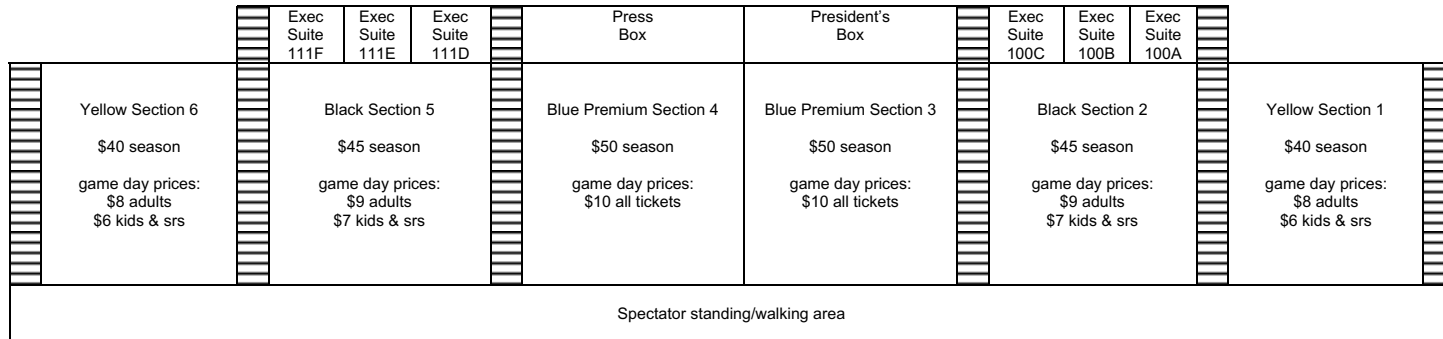 Exec
Suite
111F
Exec
Suite
111E
Exec
Suite
111D
Press
Box
President's
Box
Exec
Suite
100C
Exec
Suite
100B
Exec
Suite
100A
Yellow Section 6
$40 season
game day prices:
$8 adults
$6 kids & srs
Black Section 5
$45 season
game day prices:
$9 adults
$7 kids & srs
Blue Premium Section 4
$50 season
game day prices:
$10 all tickets
Blue Premium Section 3
$50 season
game day prices:
$10 all tickets
Black Section 2
$45 season
game day prices:
$9 adults
$7 kids & srs
Yellow Section 1
$40 season
game day prices:
$8 adults
$6 kids & srs
Spectator standing/walking area